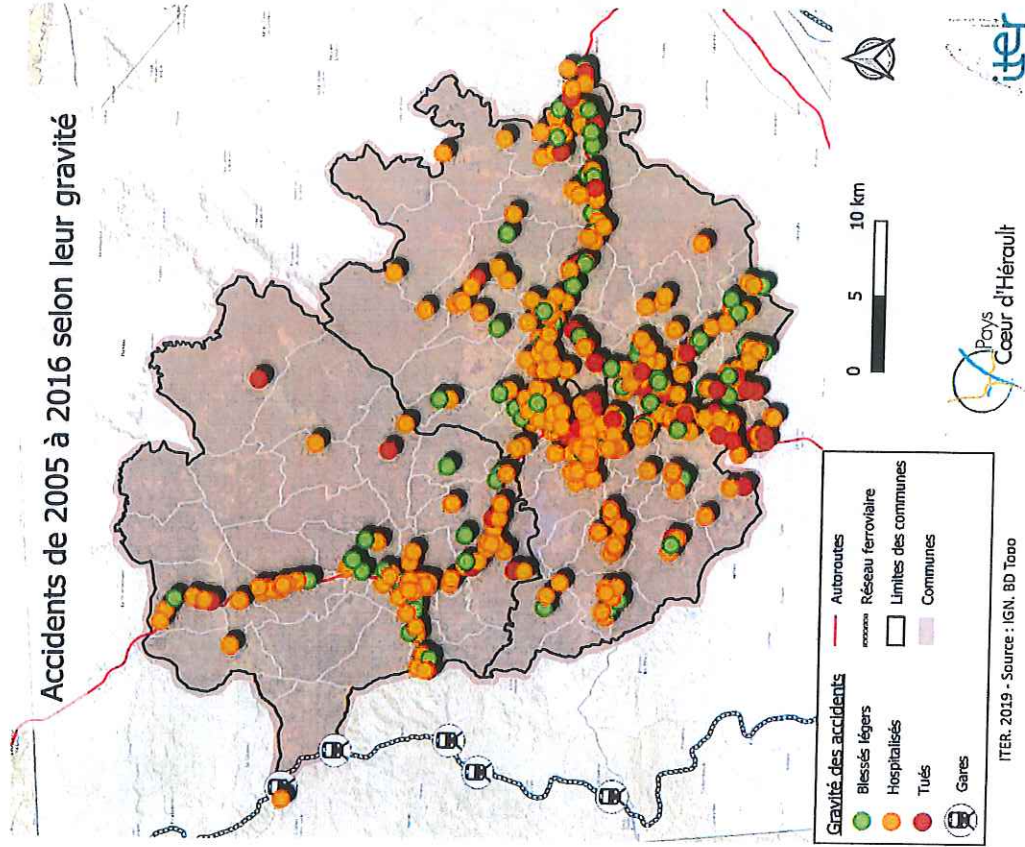 Accidents de 2005 à 2016 selon leur gravité
0 5 10 km
Gravité des accidents
Blessés légers
Hospitalisés
Tués
Gares
Autoroutes
Réseau ferroviaire
Limites des communes
Communes
Pays
Cœur d'Hérault
iter
ITER. 2019 - Source : IGN. BD Topo